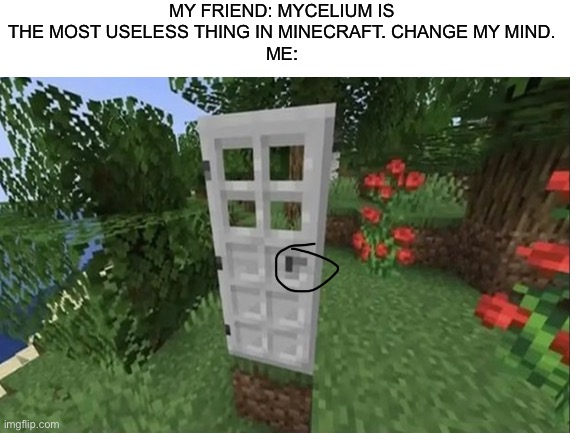 MY FRIEND: MYCELIUM IS
THE MOST USELESS THING IN MINECRAFT. CHANGE MY MIND.
ME:
imgflip.com